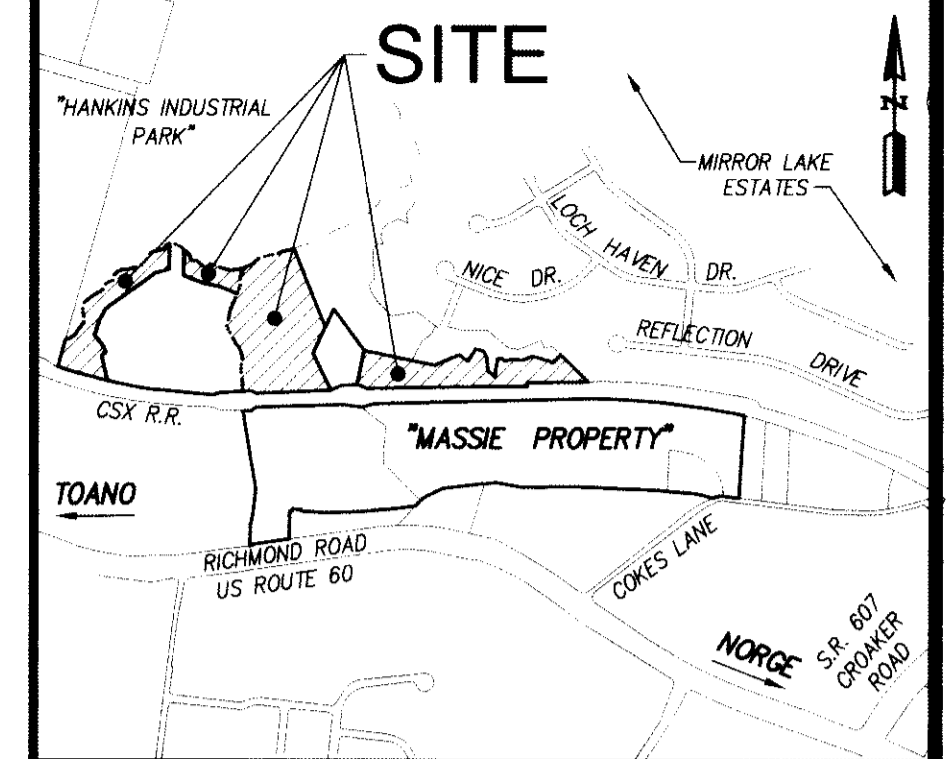 SITE
"HANKINS INDUSTRIAL
PARK"
N
MIRROR LAKE
ESTATES
LOCH HAVEN DR.
NICE DR.
REFLECTION DRIVE
CSX R.R.
"MASSIE PROPERTY"
TOANO
RICHMOND ROAD
US ROUTE 60
COKES LANE
NORGE
S.R. 607
CROAKER
ROAD